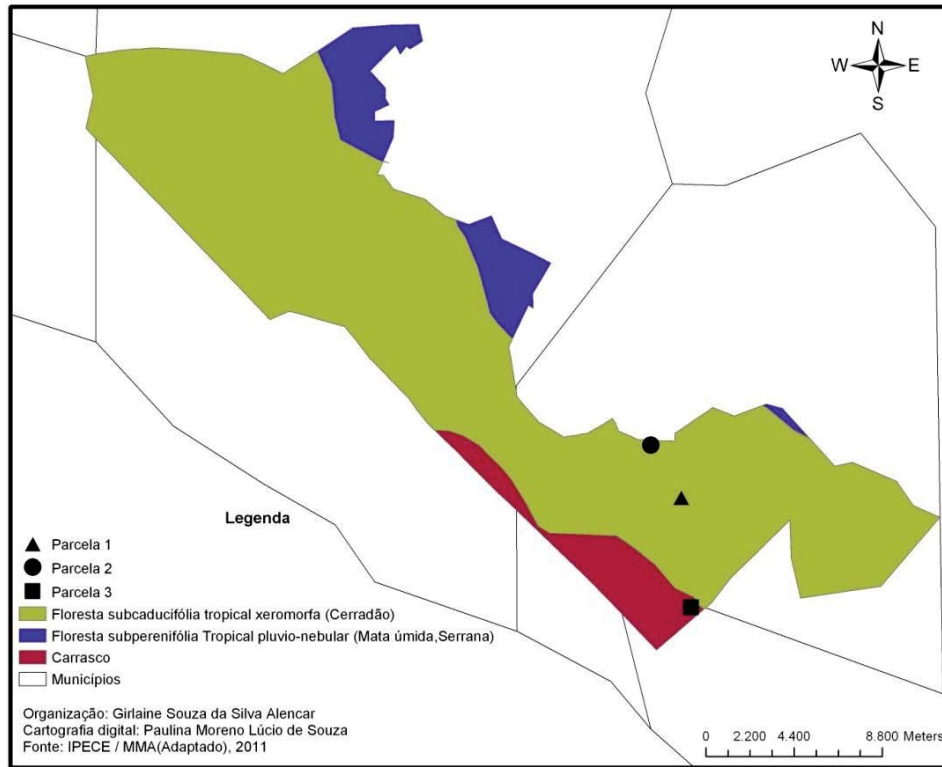 N
W E
S
Legenda
Parcela 1
Parcela 2
Parcela 3
Floresta subcaducifólia tropical xeromorfa (Cerradão)
Floresta subperenifólia Tropical pluvio-nebular (Mata úmida,Serrana)
Carrasco
Municípios
Organização: Girlaine Souza da Silva Alencar
Cartografia digital: Paulina Moreno Lúcio de Souza
Fonte: IPECE / MMA(Adaptado), 2011
0 2.200 4.400 8.800 Meters